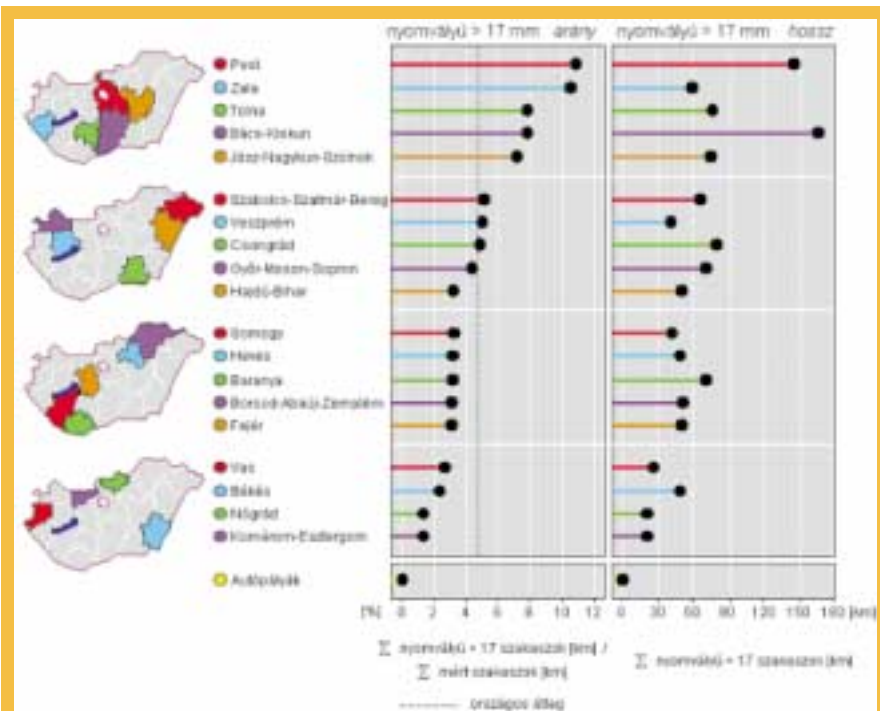 nyomvályú > 17 mm arány
nyomvályú > 17 mm hossz
Pest
Zala
Tolna
Bács-Kiskun
Jász-Nagykun-Szolnok
Szabolcs-Szatmár-Bereg
Veszprém
Csongrád
Győr-Moson-Sopron
Hajdú-Bihar
Somogy
Heves
Baranya
Borsod-Abaúj-Zemplém
Fejér
Vas
Békés
Nógrád
Komárom-Esztergom
Autópályák
[%] 0 2 4 6 8 10 12
0 30 60 90 120 150 180 [km]
Σ nyomvályú > 17 szakaszok [km] /
Σ mért szakaszok [km]
Σ nyomvályú > 17 szakaszok [km]
országos átlag